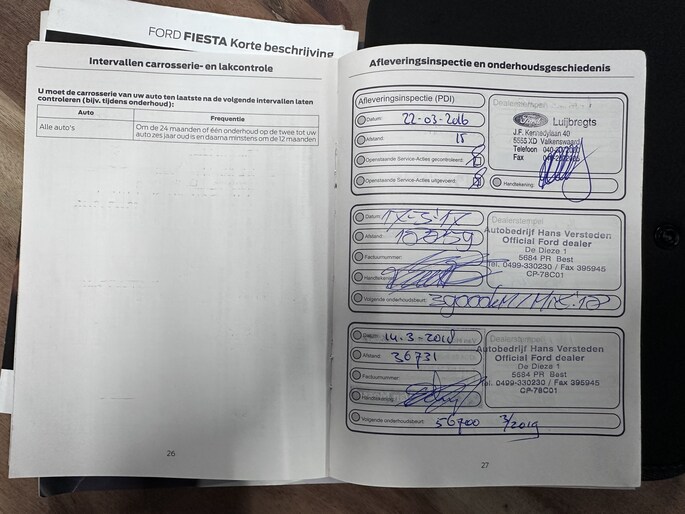 FORD FIESTA Korte beschrijving
Intervallen carrosserie- en lakcontrole
U moet de carrosserie van uw auto ten laatste na de volgende intervallen laten
controleren (bijv. tijdens onderhoud):
Auto Frequentie
Alle auto's Om de 24 maanden of één onderhoud op de twee tot uw
auto zes jaar oud is en daarna minstens om de 12 maanden
26
Afleveringsinspectie en onderhoudsgeschiedenis
Afleveringsinspectie (PDI)
Datum: 22-03-2016
Afstand: 15
Openstaande Service-Acties gecontroleerd:
Openstaande Service-Acties uitgevoerd:
Dealerstempel
Ford Luijbregts
J.F. Kennedylaan 40
5555 XD Valkenswaard
Telefoon
Fax
Handtekening:
Datum:
Afstand:
Factuurnummer:
Handtekening:
Volgende onderhoudsbeurt:
Dealerstempel
Autobedrijf Hans Versteden
Official Ford dealer
De Dieze 1
5684 PR Best
Tel. 0499-330230 / Fax 395945
CP-78C01
Datum: 14-3-2018
Afstand: 36731
Factuurnummer:
Handtekening:
Volgende onderhoudsbeurt: 56700 3/2019
Dealerstempel
Autobedrijf Hans Versteden
Official Ford dealer
De Dieze 1
5684 PR Best
Tel. 0499-330230 / Fax 395945
CP-78C01
27